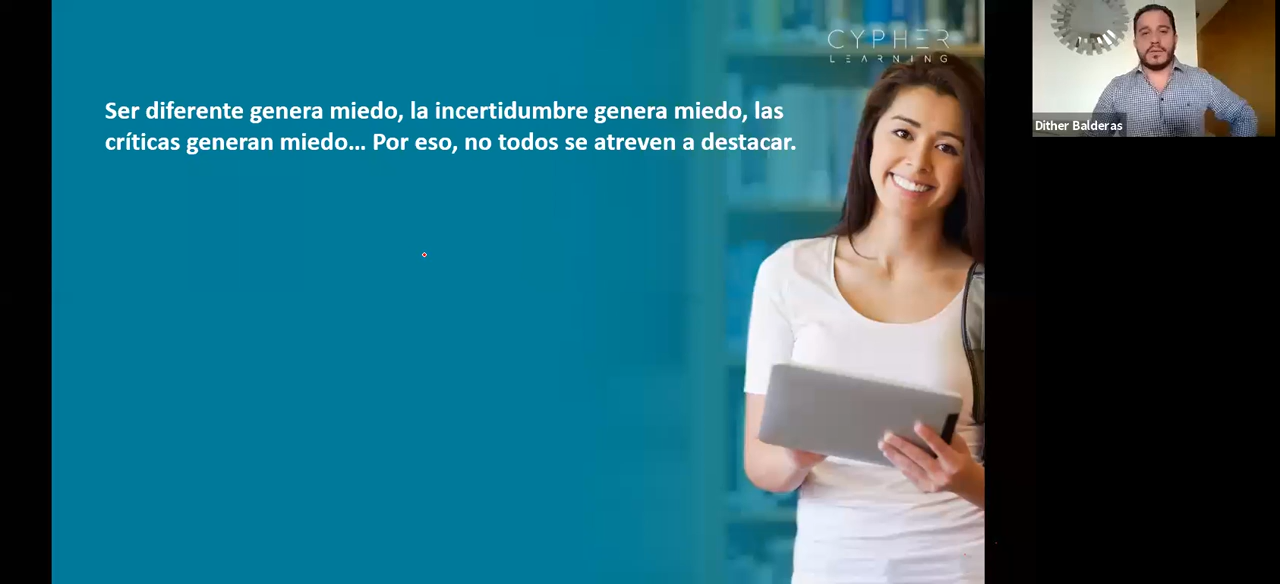 CYPHER
LEARNING
Ser diferente genera miedo, la incertidumbre genera miedo, las
críticas generan miedo... Por eso, no todos se atreven a destacar.
Dither Balderas